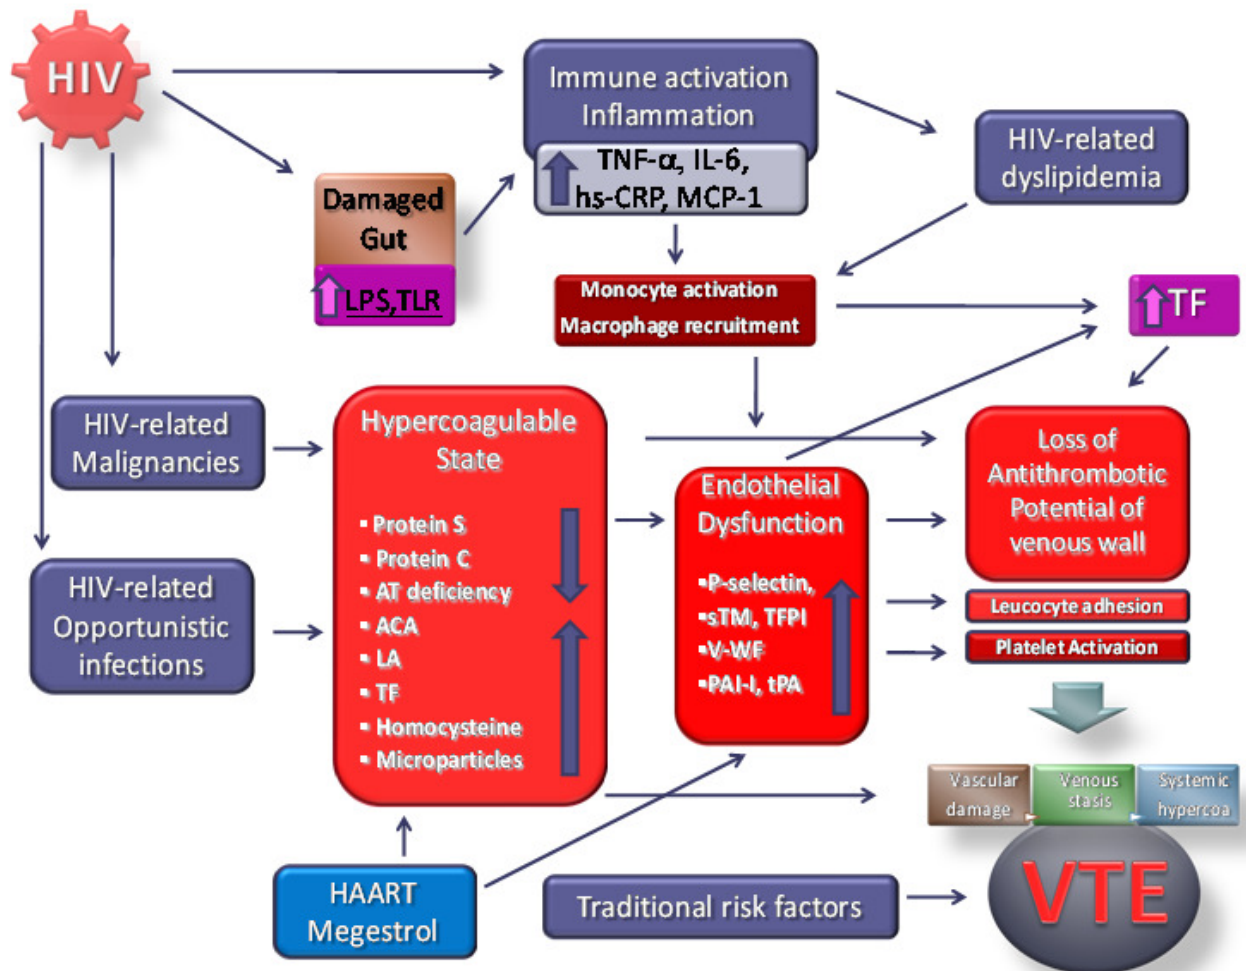 HIV
Immune activation
Inflammation
TNF-α, IL-6,
hs-CRP, MCP-1
HIV-related
dyslipidemia
Damaged
Gut
LPS,TLR
Monocyte activation
Macrophage recruitment
TF
HIV-related
Malignancies
HIV-related
Opportunistic
infections
Hypercoagulable
State
▪ Protein S
▪ Protein C
▪ AT deficiency
▪ ACA
▪ LA
▪ TF
▪ Homocysteine
▪ Microparticles
Endothelial
Dysfunction
▪P-selectin,
▪sTM, TFPI
▪V-WF
▪PAI-I, tPA
Loss of
Antithrombotic
Potential of
venous wall
Leucocyte adhesion
Platelet Activation
HAART
Megestrol
Traditional risk factors
Vascular
damage
Venous
stasis
Systemic
hypercoa
VTE